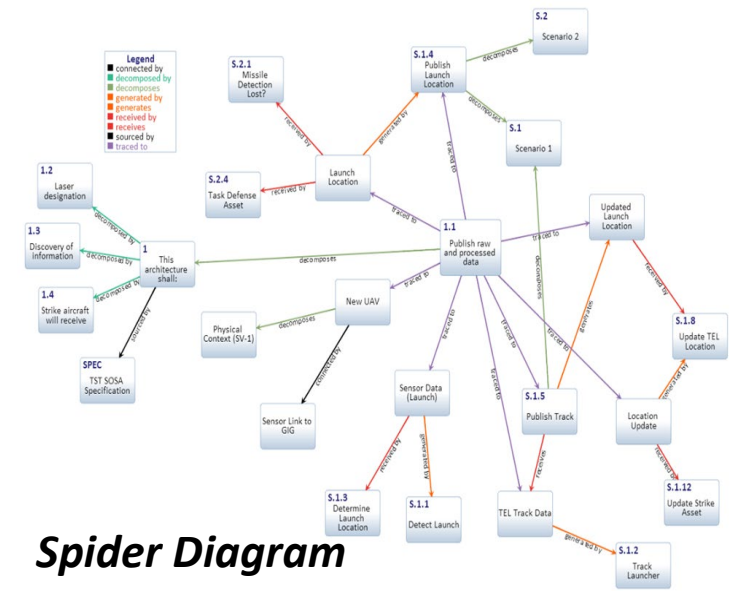 S.2
Scenario 2
decomposes
S.1.4
Publish
Launch
Location
S.2.1
Missile
Detection
Lost?
Legend
connected by
decomposed by
decomposes
generated by
generates
received by
receives
sourced by
traced to
decomposes
S.1
Scenario 1
received by
generated by
traced to
Launch
Location
received by
S.2.4
Task Defense
Asset
1.2
Laser
designation
decomposed by
1.3
Discovery of
information
decomposed by
1.4
Strike aircraft
will receive
decomposed by
1
This
architecture
shall:
sourced by
SPEC
TST SOSA
Specification
decomposes
traced to
1.1
Publish raw
and processed
data
traced to
Updated
Launch
Location
received by
S.1.8
Update TEL
Location
traced to
New UAV
decomposes
Physical
Context (SV-1)
connected by
Sensor Link to
GIG
traced to
traced to
traced to
traced to
decomposes
generates
generated by
Sensor Data
(Launch)
received by
generated by
S.1.5
Publish Track
receives
Location
Update
received by
S.1.12
Update Strike
Asset
S.1.3
Determine
Launch
Location
S.1.1
Detect Launch
TEL Track Data
generated by
S.1.2
Track
Launcher
Spider Diagram